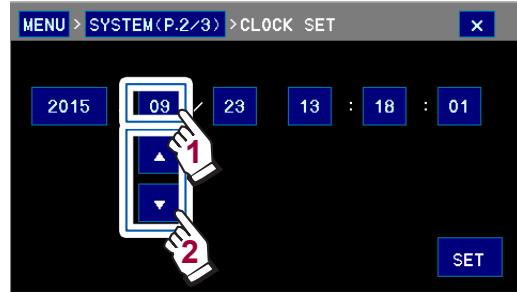 MENU > SYSTEM(P.2/3) >CLOCK SET ×
2015 09 / 23 13 : 18 : 01
▲ 1
▼
2
SET